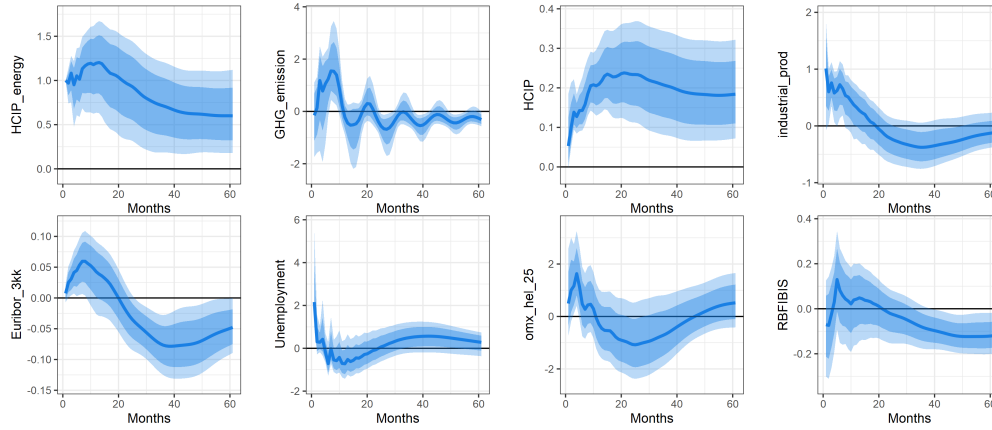 HCIP_energy
1.5
1.0
0.5
0.0
0 20 40 60
Months
GHG_emission
4
2
0
-2
0 20 40 60
Months
HCIP
0.4
0.3
0.2
0.1
0.0
0 20 40 60
Months
industrial_prod
2
1
0
-1
0 20 40 60
Months
Euribor_3kk
0.10
0.05
0.00
-0.05
-0.10
-0.15
0 20 40 60
Months
Unemployment
6
4
2
0
-2
0 20 40 60
Months
omx_hel_25
2
0
-2
0 20 40 60
Months
RBFIBIS
0.4
0.2
0.0
-0.2
0 20 40 60
Months